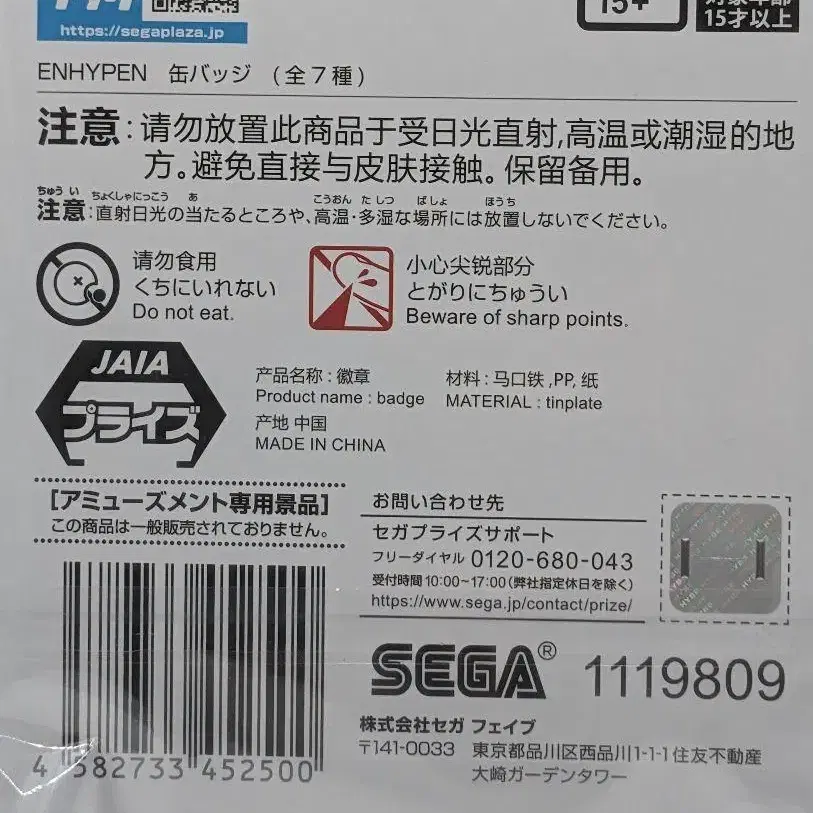 https://segaplaza.jp
15+
15才以上
ENHYPEN 缶バッジ (全7種)
注意:请勿放置此商品于受日光直射,高温或潮湿的地
方。避免直接与皮肤接触。保留备用。
ちゅう い ちょくしゃにっこう あ こうおん た しつ ばしょ ほうち
注意:直射日光の当たるところや、高温・多湿な場所には放置しないでください。
请勿食用
くちにいれない
Do not eat.
小心尖锐部分
とがりにちゅうい
Beware of sharp points.
JAIA
プライズ
产品名称:徽章
Product name : badge
产地 中国
MADE IN CHINA
材料:马口铁 ,PP, 纸
MATERIAL : tinplate
[アミューズメント専用景品]
この商品は一般販売されておりません。
お問い合わせ先
セガプライズサポート
フリーダイヤル 0120-680-043
受付時間 10:00~17:00(弊社指定休日を除く)
https://www.sega.jp/contact/prize/
SEGA® 1119809
株式会社セガ フェイブ
〒141-0033 東京都品川区西品川1-1-1住友不動産
大崎ガーデンタワー
4 582733 452500